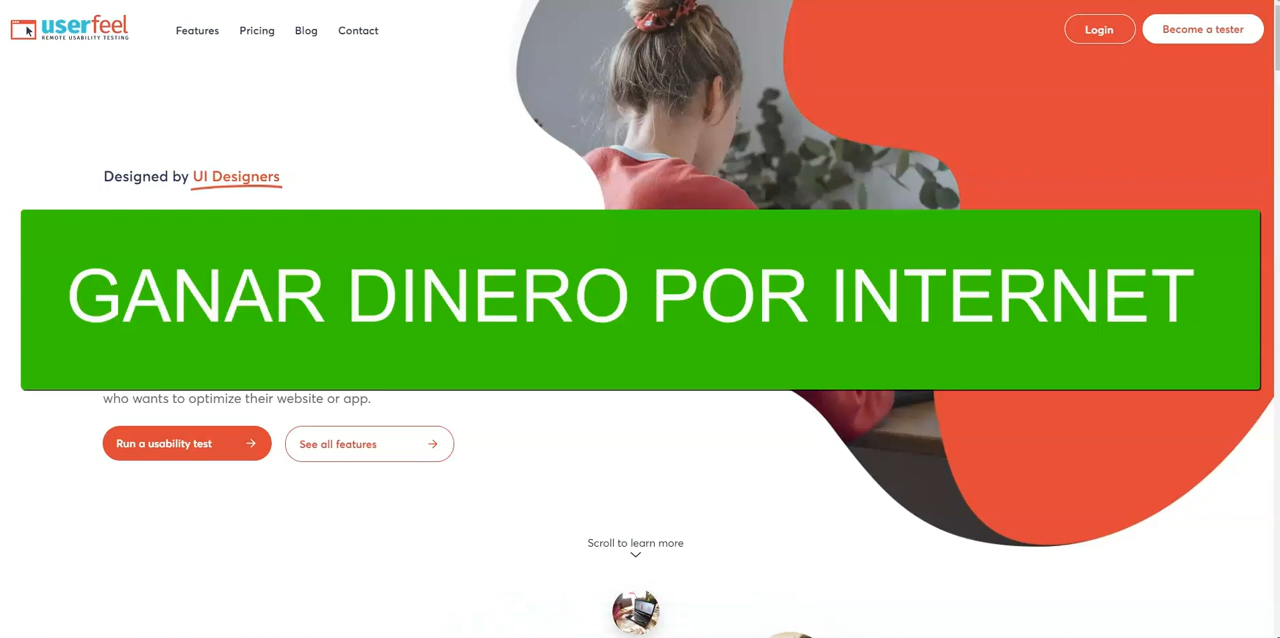 userfeel
REMOTE USABILITY TESTING
Features
Pricing
Blog
Contact
Login
Become a tester
Designed by UI Designers
GANAR DINERO POR INTERNET
who wants to optimize their website or app.
Run a usability test
See all features
Scroll to learn more